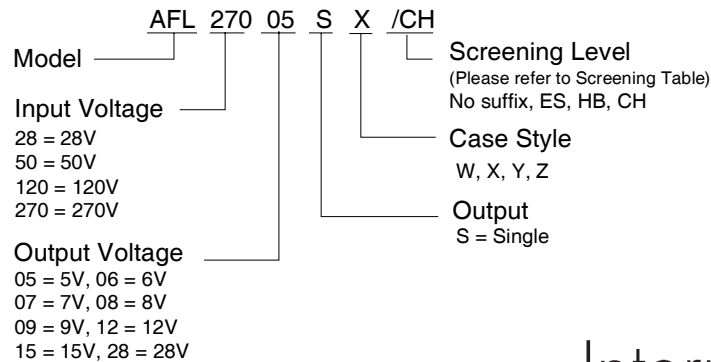 AFL 270 05 S X /CH
Model
Input Voltage
28 = 28V
50 = 50V
120 = 120V
270 = 270V
Output Voltage
05 = 5V, 06 = 6V
07 = 7V, 08 = 8V
09 = 9V, 12 = 12V
15 = 15V, 28 = 28V
Screening Level
(Please refer to Screening Table)
No suffix, ES, HB, CH
Case Style
W, X, Y, Z
Output
S = Single